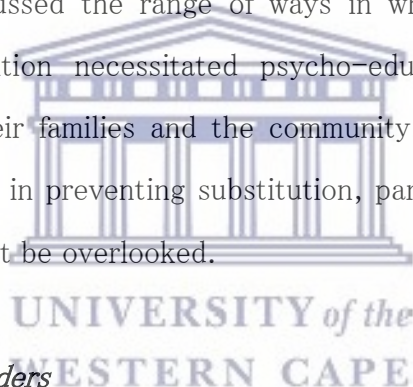 ussed the range of ways in wh
tion necessitated psycho-edu
eir families and the community
in preventing substitution, par
t be overlooked.
UNIVERSITY of the
ders
WESTERN CAPE